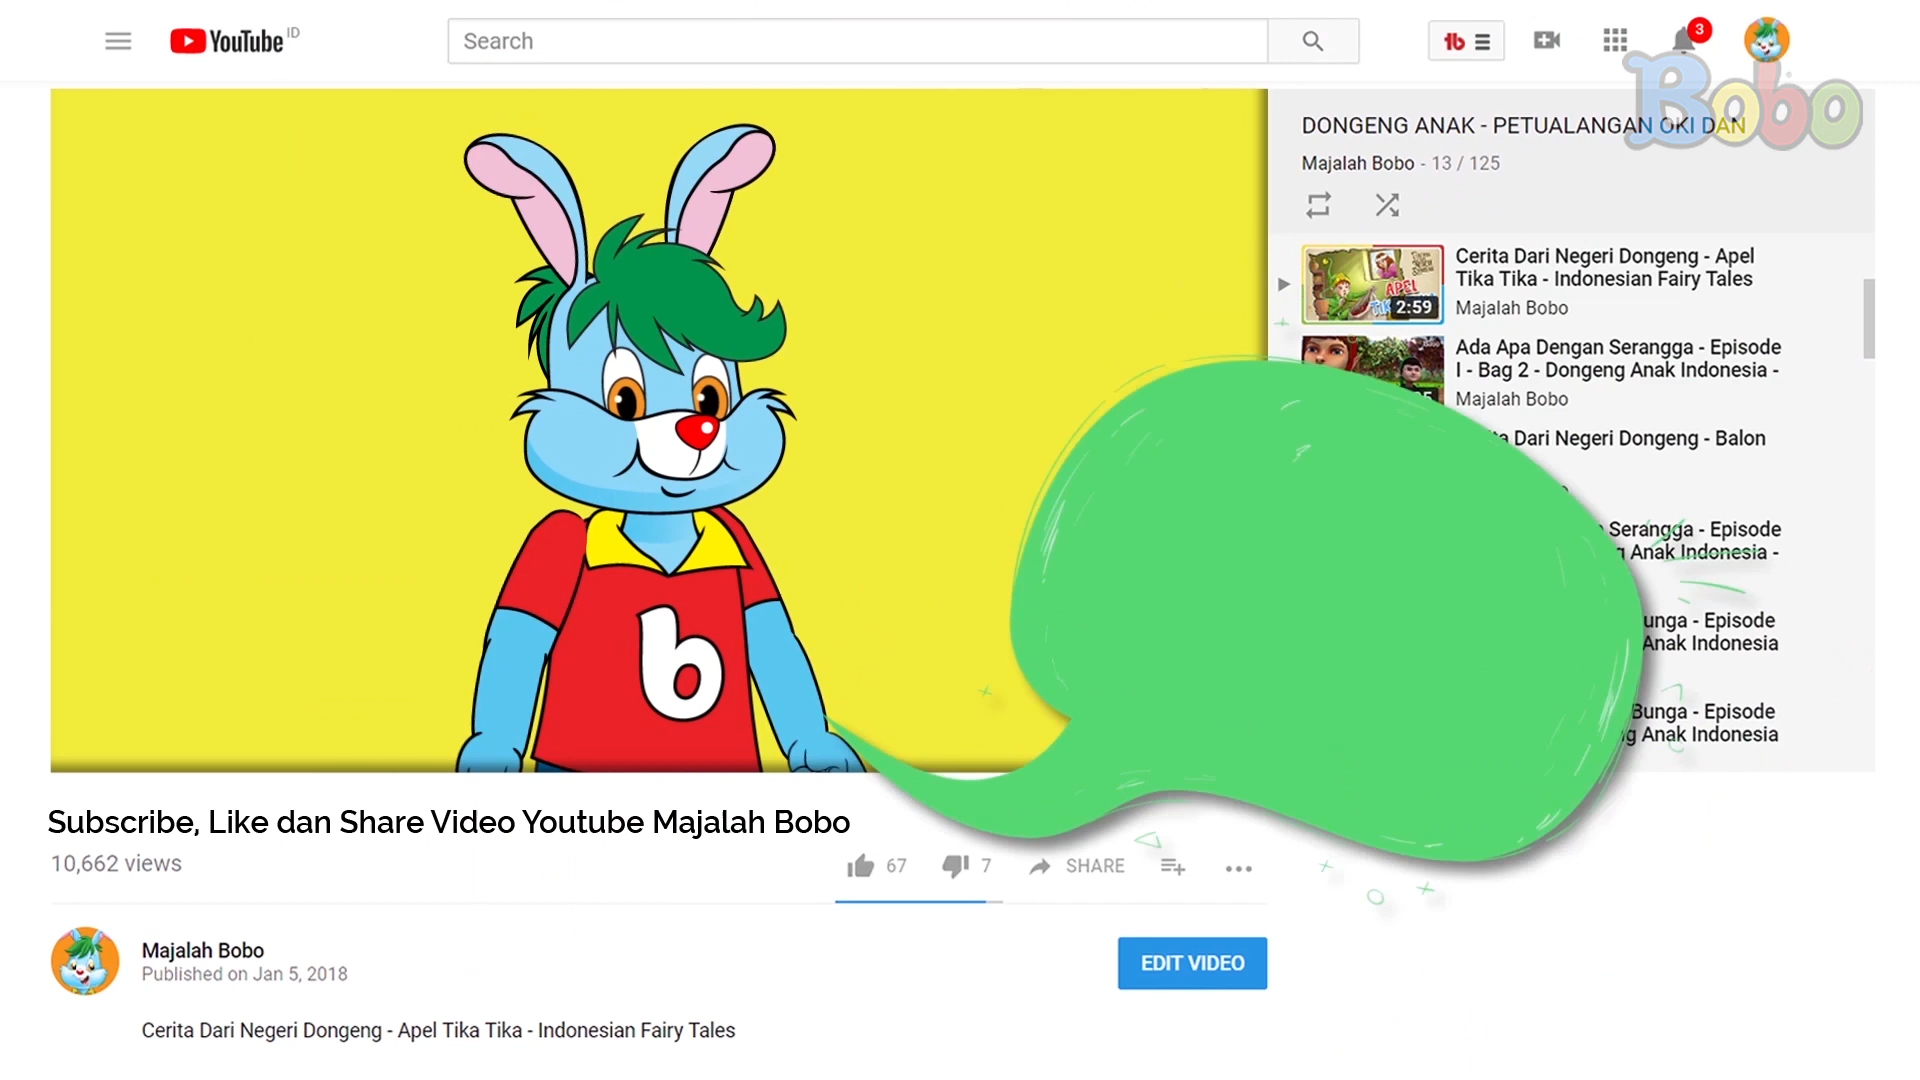 YouTube ID
Search
3
Bobo
DONGENG ANAK - PETUALANGAN OKI DAN
Majalah Bobo - 13 / 125
Cerita Dari Negeri Dongeng - Apel
Tika Tika - Indonesian Fairy Tales
Majalah Bobo
APEL
2:59
Ada Apa Dengan Serangga - Episode
I - Bag 2 - Dongeng Anak Indonesia -
Majalah Bobo
Dari Negeri Dongeng - Balon
Serangga - Episode
Anak Indonesia -
Episode
Anak Indonesia
Bunga - Episode
Anak Indonesia
b
Subscribe, Like dan Share Video Youtube Majalah Bobo
10,662 views
67 7 SHARE
Majalah Bobo
Published on Jan 5, 2018
EDIT VIDEO
Cerita Dari Negeri Dongeng - Apel Tika Tika - Indonesian Fairy Tales